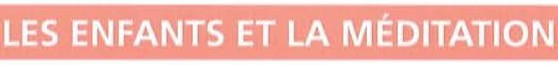 LES ENFANTS ET LA MÉDITATION